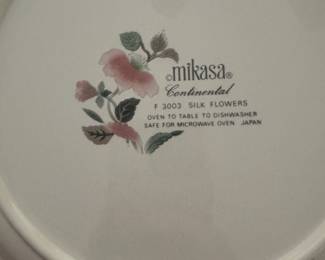 ©mikasa®
Continental
F 3003 SILK FLOWERS
OVEN TO TABLE TO DISHWASHER
SAFE FOR MICROWAVE OVEN JAPAN